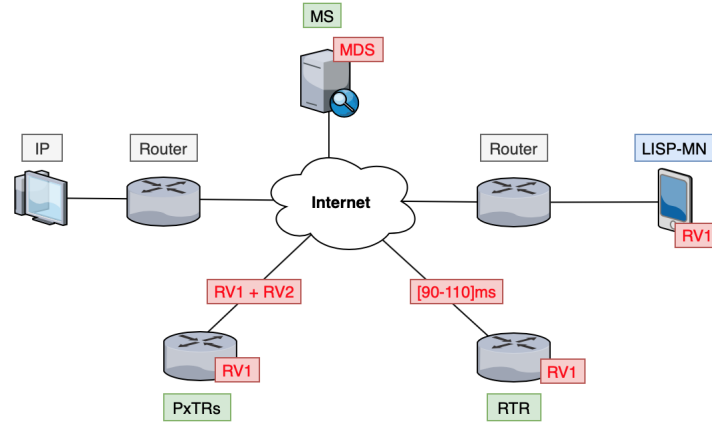 MS
MDS
IP
Router
Router
LISP-MN
Internet
RV1
RV1 + RV2
[90-110]ms
RV1
RV1
PxTRs
RTR